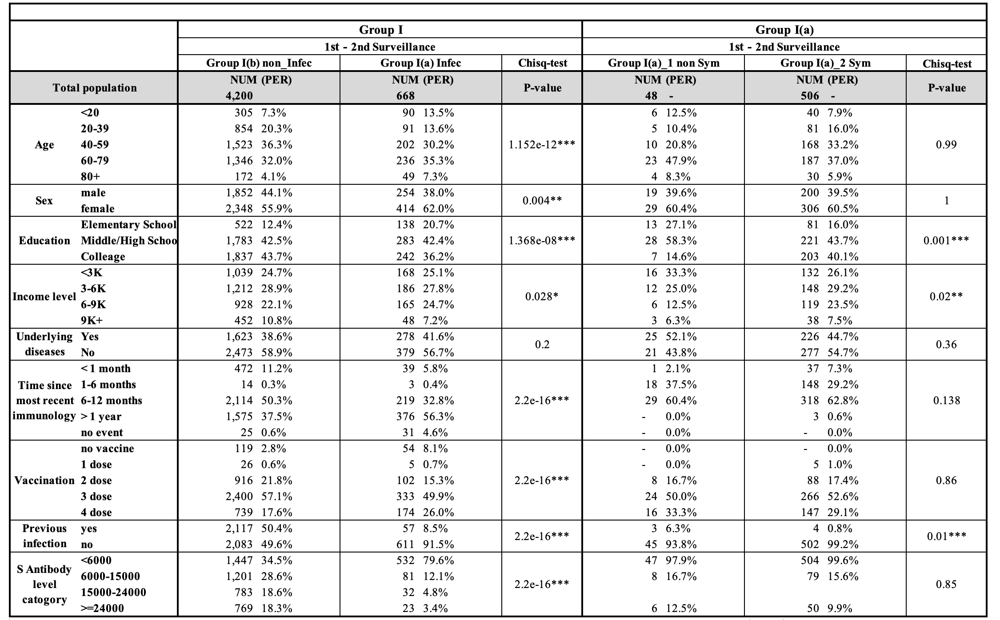 Group I Group I(a)
1st - 2nd Surveillance 1st - 2nd Surveillance
Group I(b) non_Infec Group I(a) Infec Chisq-test Group I(a)_1 non Sym Group I(a)_2 Sym Chisq-test
Total population NUM (PER) NUM (PER) P-value NUM (PER) NUM (PER) P-value
4,200 668 48 - 506 -
Age <20 305 7.3% 90 13.5% 1.152e-12*** 6 12.5% 40 7.9% 0.99
20-39 854 20.3% 91 13.6% 5 10.4% 81 16.0%
40-59 1,523 36.3% 202 30.2% 10 20.8% 168 33.2%
60-79 1,346 32.0% 236 35.3% 23 47.9% 187 37.0%
80+ 172 4.1% 49 7.3% 4 8.3% 30 5.9%
Sex male 1,852 44.1% 254 38.0% 0.004** 19 39.6% 200 39.5% 1
female 2,348 55.9% 414 62.0% 29 60.4% 306 60.5%
Education Elementary School 522 12.4% 138 20.7% 1.368e-08*** 13 27.1% 81 16.0% 0.001***
Middle/High Schoo 1,783 42.5% 283 42.4% 28 58.3% 221 43.7%
Colleage 1,837 43.7% 242 36.2% 7 14.6% 203 40.1%
Income level <3K 1,039 24.7% 168 25.1% 0.028* 16 33.3% 132 26.1% 0.02**
3-6K 1,212 28.9% 186 27.8% 12 25.0% 148 29.2%
6-9K 928 22.1% 165 24.7% 6 12.5% 119 23.5%
9K+ 452 10.8% 48 7.2% 3 6.3% 38 7.5%
Underlying diseases Yes 1,623 38.6% 278 41.6% 0.2 25 52.1% 226 44.7% 0.36
No 2,473 58.9% 379 56.7% 21 43.8% 277 54.7%
Time since most recent immunology < 1 month 472 11.2% 39 5.8% 2.2e-16*** 1 2.1% 37 7.3% 0.138
1-6 months 14 0.3% 3 0.4% 18 37.5% 148 29.2%
6-12 months 2,114 50.3% 219 32.8% 29 60.4% 318 62.8%
> 1 year 1,575 37.5% 376 56.3% - 0.0% 3 0.6%
no event 25 0.6% 31 4.6% - 0.0% - 0.0%
Vaccination no vaccine 119 2.8% 54 8.1% 2.2e-16*** - 0.0% - 0.0% 0.86
1 dose 26 0.6% 5 0.7% - 0.0% 5 1.0%
2 dose 916 21.8% 102 15.3% 8 16.7% 88 17.4%
3 dose 2,400 57.1% 333 49.9% 24 50.0% 266 52.6%
4 dose 739 17.6% 174 26.0% 16 33.3% 147 29.1%
Previous infection yes 2,117 50.4% 57 8.5% 2.2e-16*** 3 6.3% 4 0.8% 0.01***
no 2,083 49.6% 611 91.5% 45 93.8% 502 99.2%
S Antibody level catogory <6000 1,447 34.5% 532 79.6% 2.2e-16*** 47 97.9% 504 99.6% 0.85
6000-15000 1,201 28.6% 81 12.1% 8 16.7% 79 15.6%
15000-24000 783 18.6% 32 4.8%
>=24000 769 18.3% 23 3.4% 6 12.5% 50 9.9%